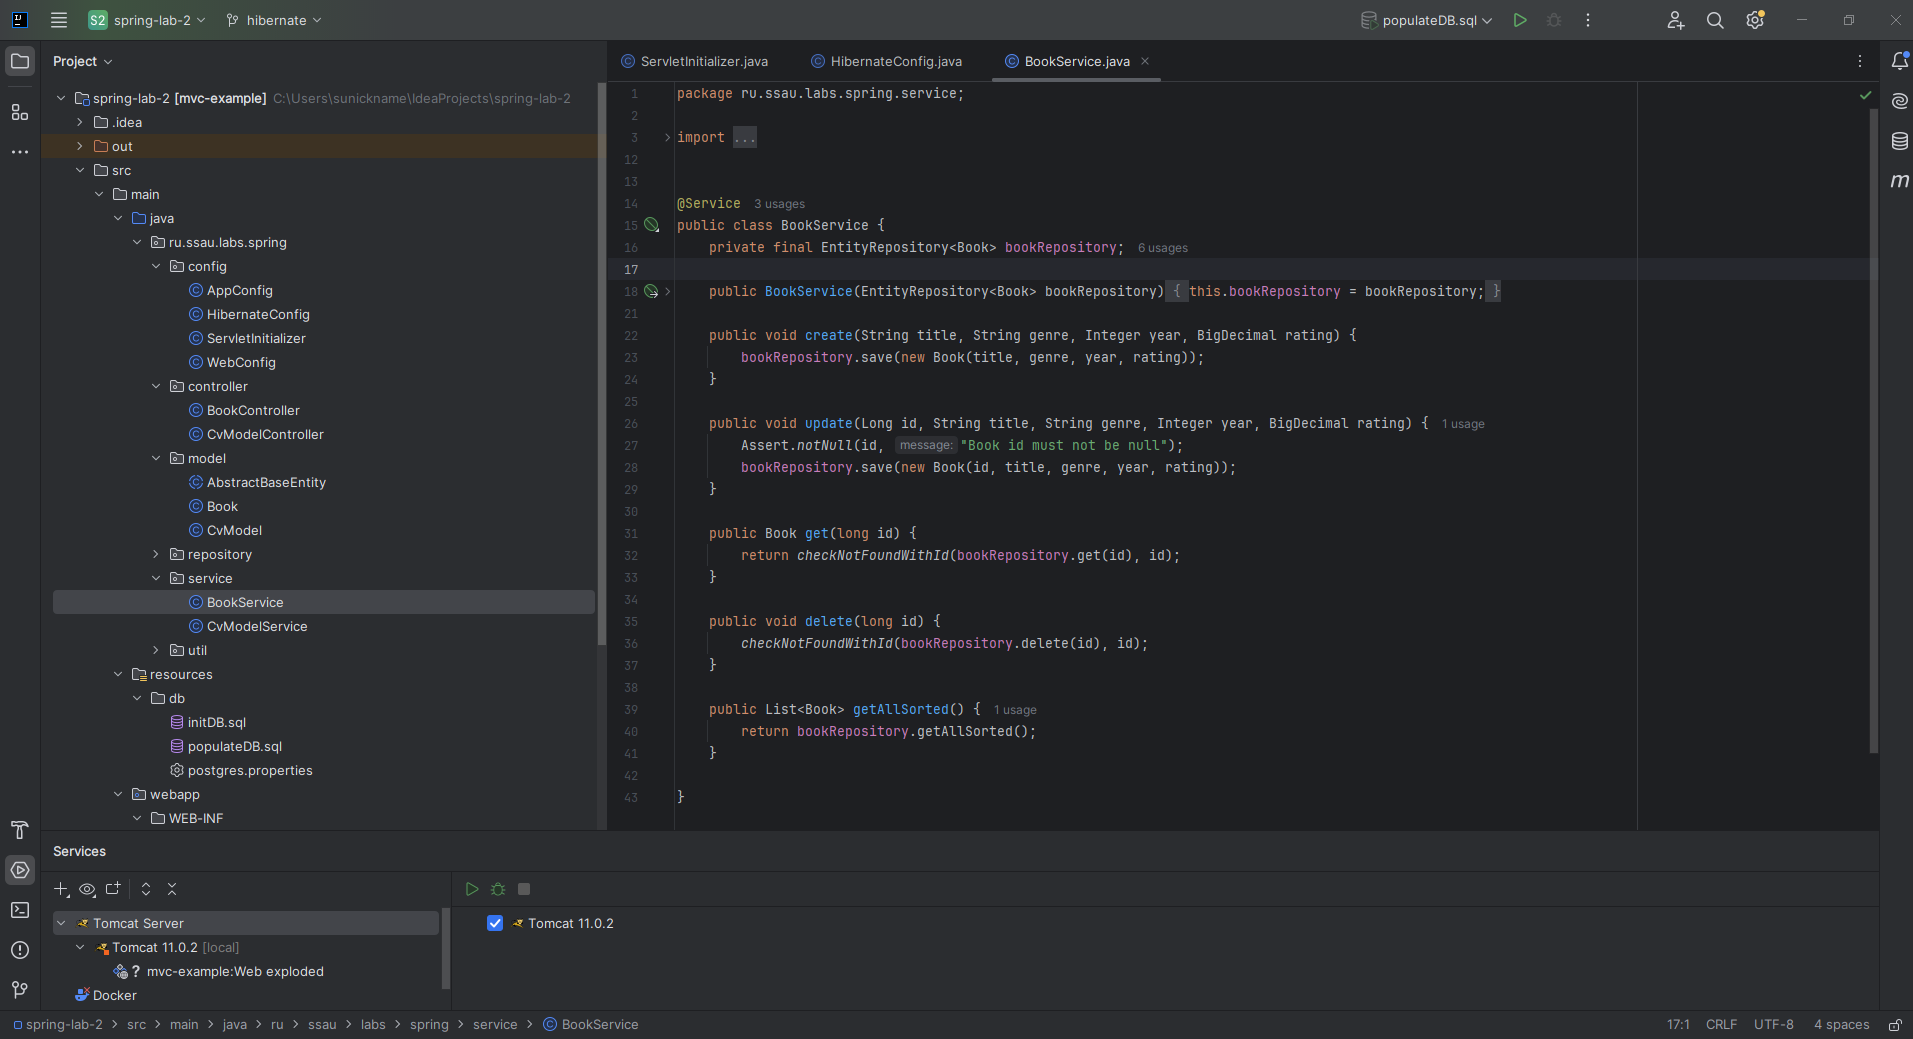 S2 spring-lab-2 hibernate populateDB.sql
Project
spring-lab-2 [mvc-example] C:\Users\sunickname\IdeaProjects\spring-lab-2
.idea
out
src
main
java
ru.ssau.labs.spring
config
AppConfig
HibernateConfig
ServletInitializer
WebConfig
controller
BookController
CvModelController
model
AbstractBaseEntity
Book
CvModel
repository
service
BookService
CvModelService
util
resources
db
initDB.sql
populateDB.sql
postgres.properties
webapp
WEB-INF
ServletInitializer.java HibernateConfig.java BookService.java
1 package ru.ssau.labs.spring.service;
2
3 import ...
12
13
14 @Service 3 usages
15 public class BookService {
16 private final EntityRepository<Book> bookRepository; 6 usages
17
18 public BookService(EntityRepository<Book> bookRepository) { this.bookRepository = bookRepository; }
21
22 public void create(String title, String genre, Integer year, BigDecimal rating) {
23 bookRepository.save(new Book(title, genre, year, rating));
24 }
25
26 public void update(Long id, String title, String genre, Integer year, BigDecimal rating) { 1 usage
27 Assert.notNull(id, message: "Book id must not be null");
28 bookRepository.save(new Book(id, title, genre, year, rating));
29 }
30
31 public Book get(long id) {
32 return checkNotFoundWithId(bookRepository.get(id), id);
33 }
34
35 public void delete(long id) {
36 checkNotFoundWithId(bookRepository.delete(id), id);
37 }
38
39 public List<Book> getAllSorted() { 1 usage
40 return bookRepository.getAllSorted();
41 }
42
43 }
m
Services
Tomcat Server
Tomcat 11.0.2 [local]
? mvc-example:Web exploded
Docker
Tomcat 11.0.2
spring-lab-2 > src > main > java > ru > ssau > labs > spring > service > BookService
17:1 CRLF UTF-8 4 spaces